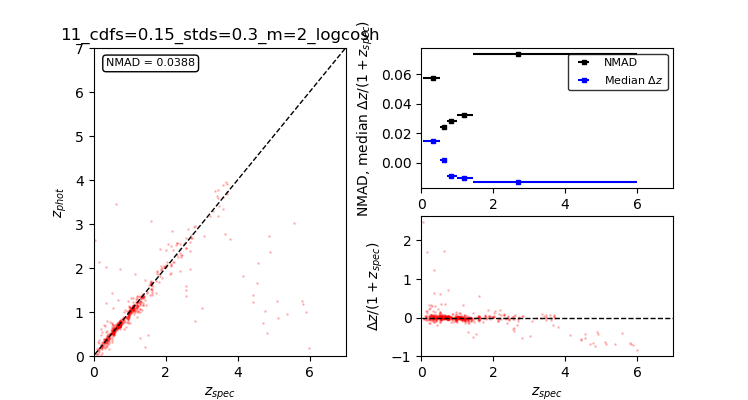 11_cdfs=0.15_stds=0.3_m=2_logcosh
NMAD = 0.0388
7
6
5
4
3
2
1
0
z_phot
0 2 4 6
z_spec
NMAD, median Δz/(1 + z_spec)
0.06
0.04
0.02
0.00
NMAD
Median Δz
0 2 4 6
Δz/(1 + z_spec)
2
1
0
−1
0 2 4 6
z_spec